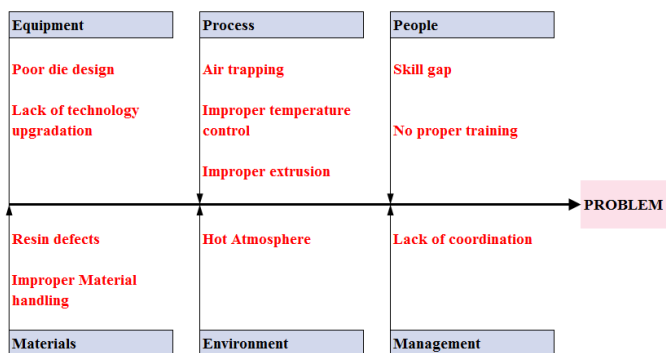 Equipment
Process
People
Poor die design
Air trapping
Skill gap
Lack of technology
upgradation
Improper temperature
control
No proper training
Improper extrusion
PROBLEM
Resin defects
Hot Atmosphere
Lack of coordination
Improper Material
handling
Materials
Environment
Management